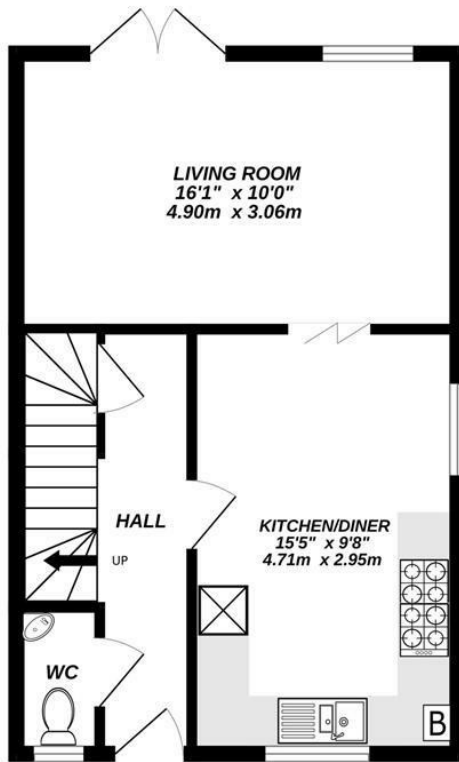 LIVING ROOM
16'1" x 10'0"
4.90m x 3.06m
HALL
UP
KITCHEN/DINER
15'5" x 9'8"
4.71m x 2.95m
WC
B